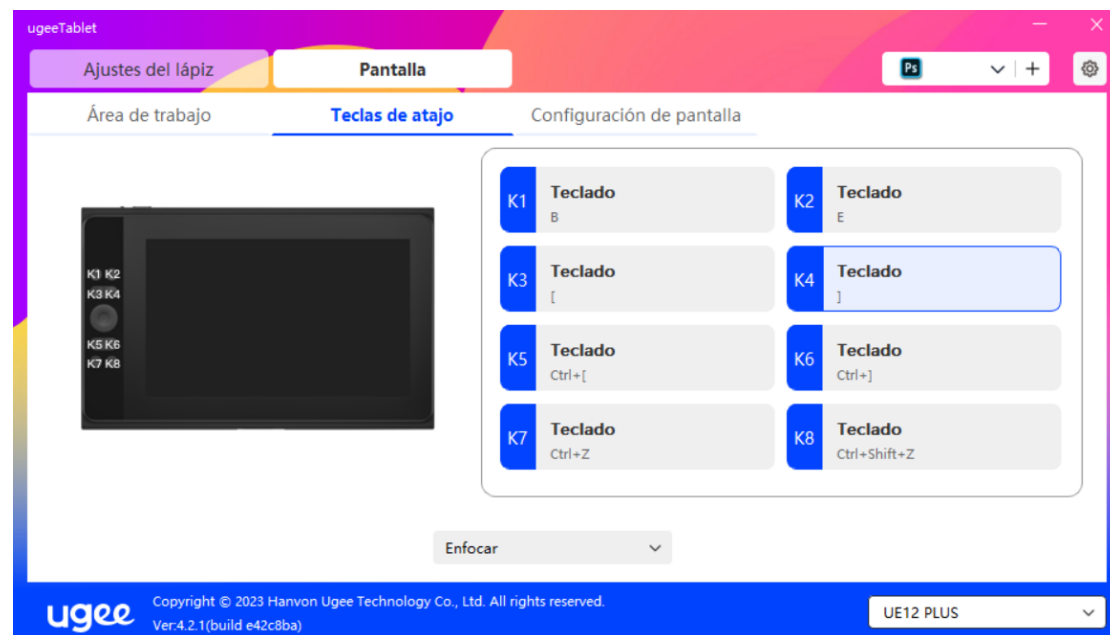 ugeeTablet
Ajustes del lápiz
Pantalla
Ps
Área de trabajo
Teclas de atajo
Configuración de pantalla
K1 K2
K3 K4
K5 K6
K7 K8
K1
Teclado
B
K2
Teclado
E
K3
Teclado
[
K4
Teclado
]
K5
Teclado
Ctrl+[
K6
Teclado
Ctrl+]
K7
Teclado
Ctrl+Z
K8
Teclado
Ctrl+Shift+Z
Enfocar
ugee
Copyright © 2023 Hanvon Ugee Technology Co., Ltd. All rights reserved.
Ver:4.2.1(build e42c8ba)
UE12 PLUS